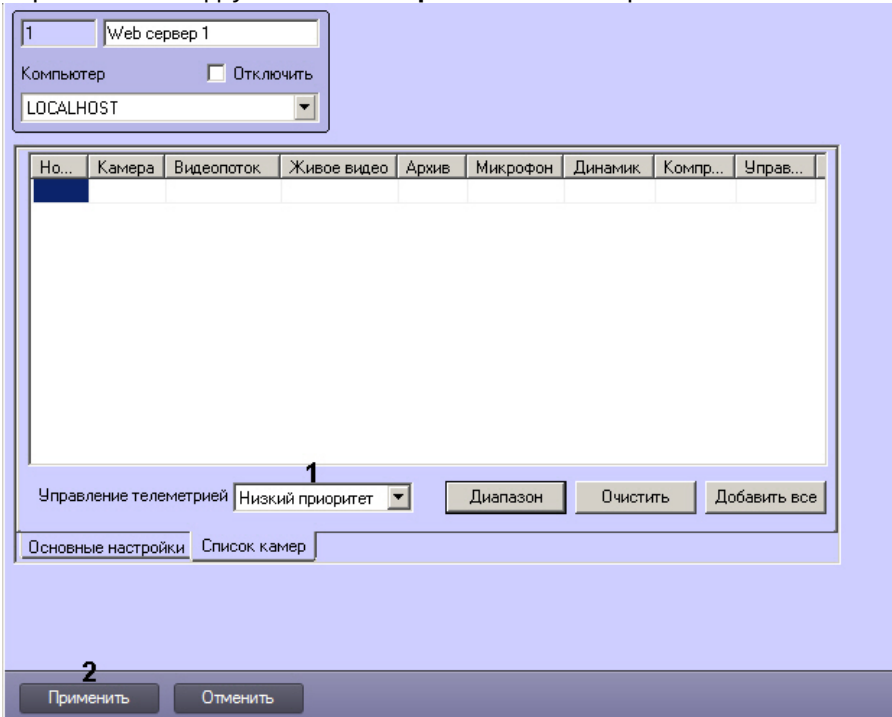 1 Web сервер 1
Компьютер Отключить
LOCALHOST
Но... Камера Видеопоток Живое видео Архив Микрофон Динамик Компр... Управ...
1
Управление телеметрией Низкий приоритет Диапазон Очистить Добавить все
Основные настройки Список камер
2
Применить Отменить